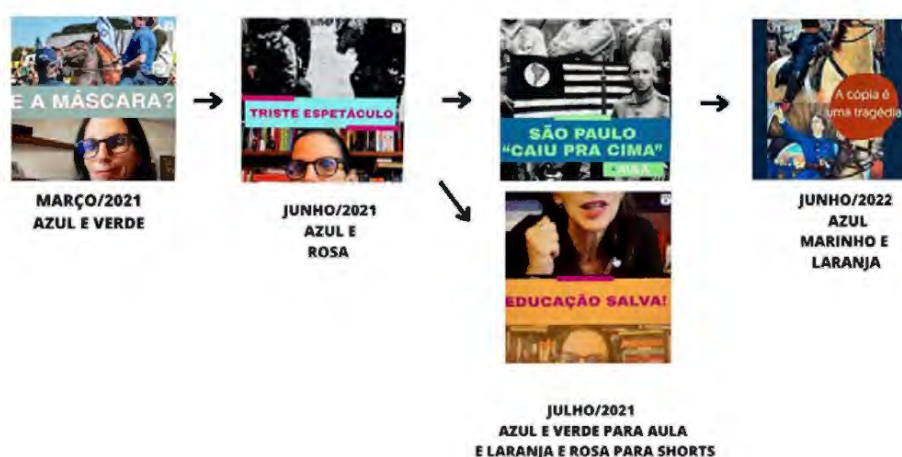 E A MÁSCARA?
MARÇO/2021
AZUL E VERDE
TRISTE ESPETÁCULO
JUNHO/2021
AZUL E
ROSA
SÃO PAULO
"CAIU PRA CIMA"
AULA
EDUCAÇÃO SALVA!
JULHO/2021
AZUL E VERDE PARA AULA
E LARANJA E ROSA PARA SHORTS
A cópia é
uma tragédia
JUNHO/2022
AZUL
MARINHO E
LARANJA